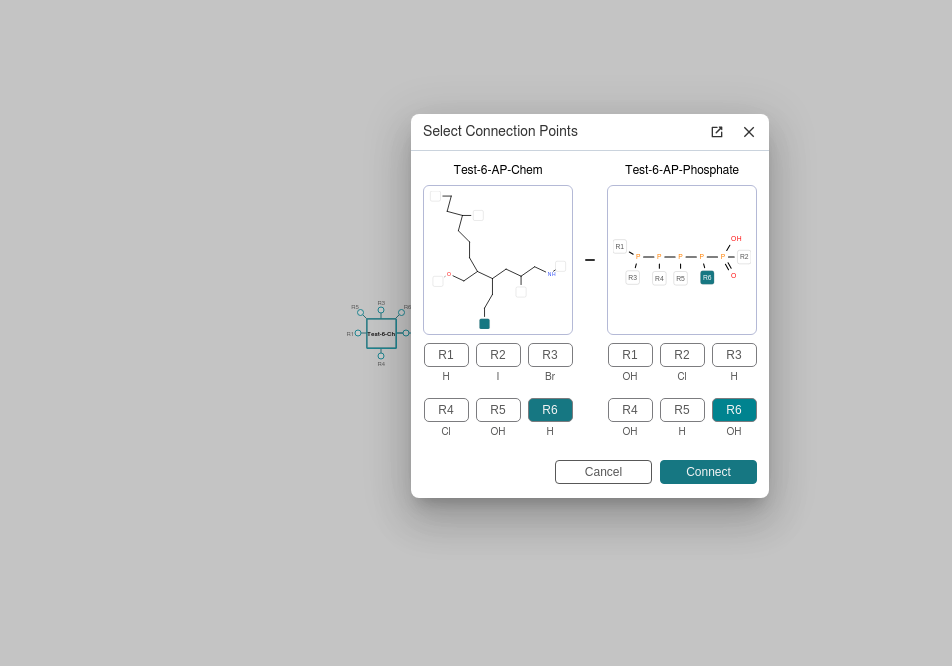 Select Connection Points
Test-6-AP-Chem
Test-6-AP-Phosphate
O
NH
R1
P
P
P
P
P
OH
R2
O
R3
R4
R5
R6
R5
R3
R1
Test-6-Ch
R4
R1 R2 R3
H I Br
R4 R5 R6
Cl OH H
R1 R2 R3
OH Cl H
R4 R5 R6
OH H OH
Cancel
Connect